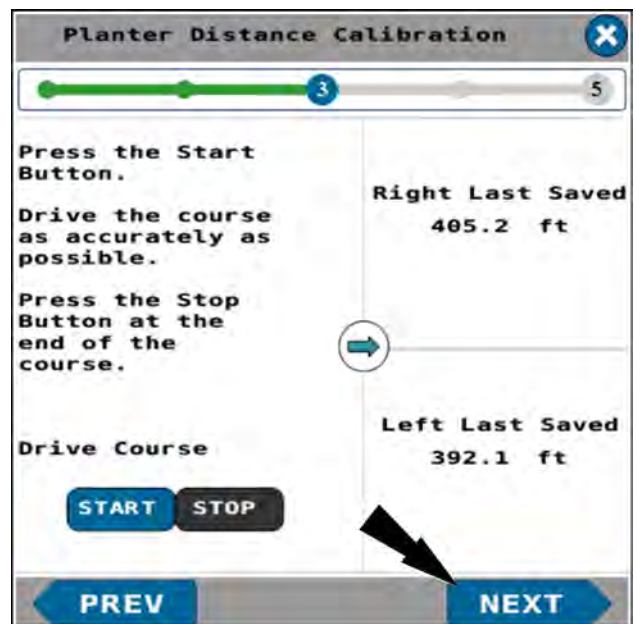 Planter Distance Calibration
3
5
Press the Start
Button.
Drive the course
as accurately as
possible.
Press the Stop
Button at the
end of the
course.
Drive Course
START STOP
Right Last Saved
405.2 ft
Left Last Saved
392.1 ft
PREV
NEXT